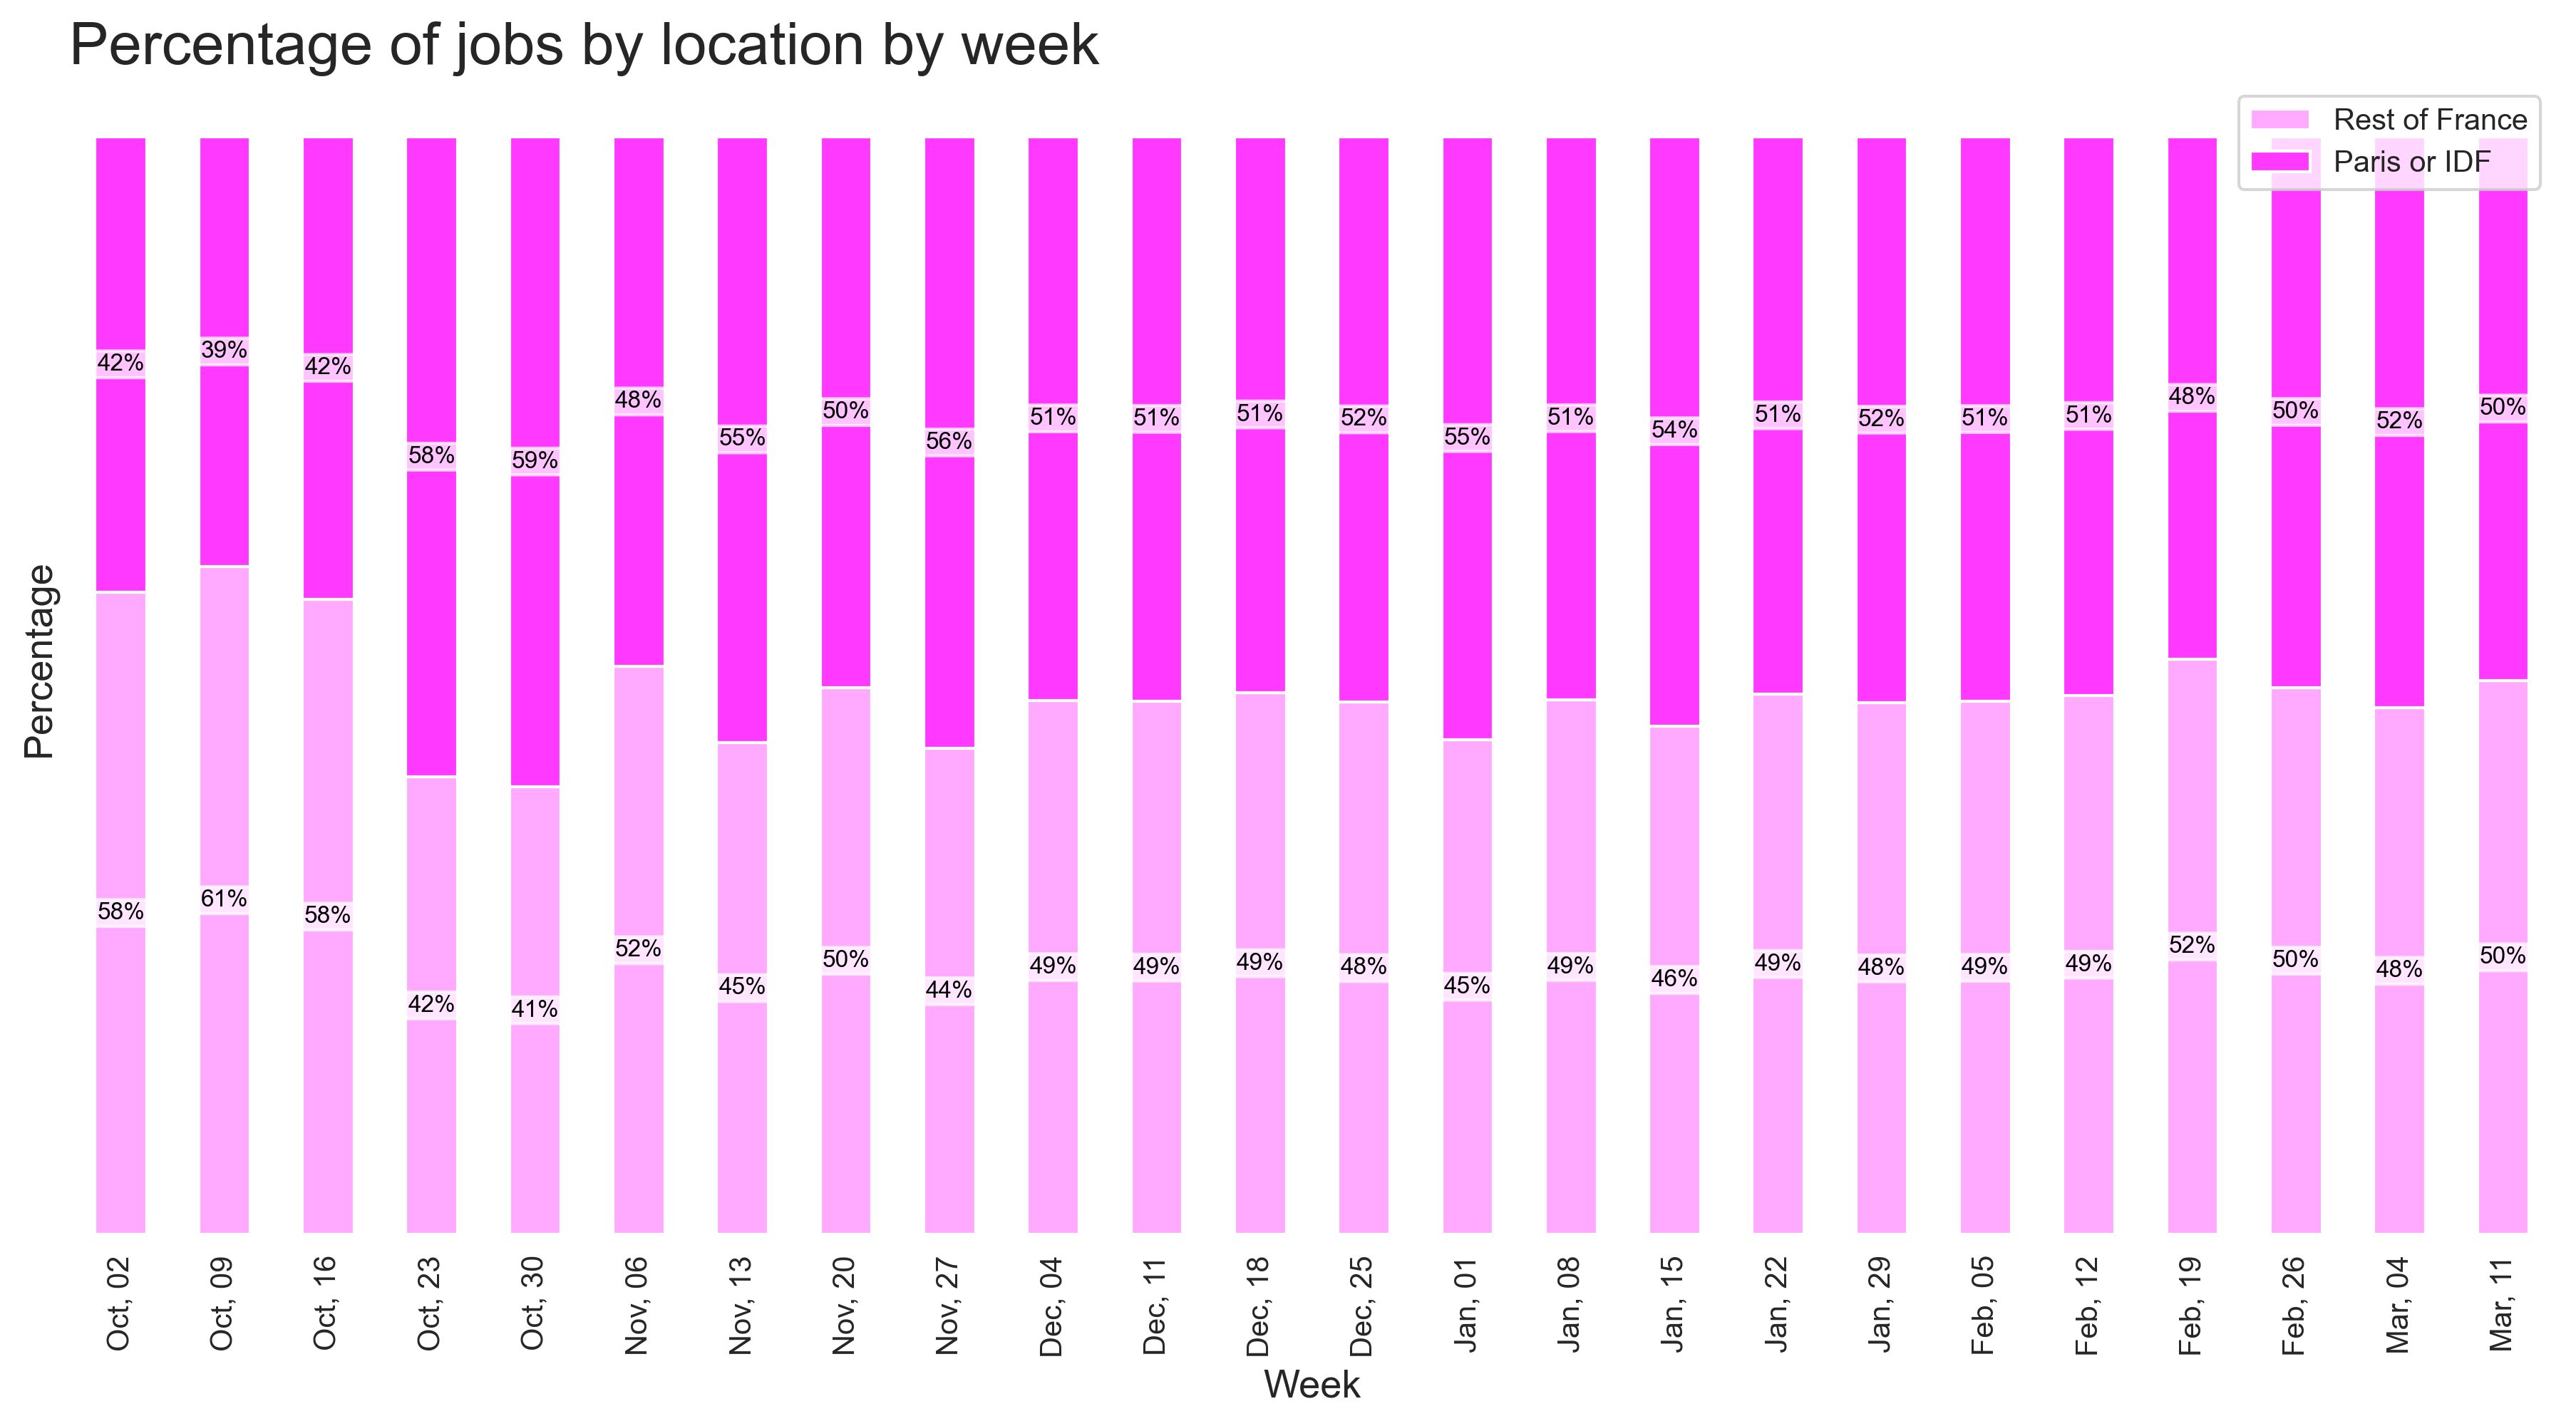 Percentage of jobs by location by week
Rest of France
Paris or IDF
Percentage
42% 39% 42% 58% 59% 48% 55% 50% 56% 51% 51% 51% 52% 55% 51% 54% 51% 52% 51% 51% 48% 50% 52% 50%
58% 61% 58% 42% 41% 52% 45% 50% 44% 49% 49% 49% 48% 45% 49% 46% 49% 48% 49% 49% 52% 50% 48% 50%
Oct, 02
Oct, 09
Oct, 16
Oct, 23
Oct, 30
Nov, 06
Nov, 13
Nov, 20
Nov, 27
Dec, 04
Dec, 11
Dec, 18
Dec, 25
Jan, 01
Jan, 08
Jan, 15
Jan, 22
Jan, 29
Feb, 05
Feb, 12
Feb, 19
Feb, 26
Mar, 04
Mar, 11
Week